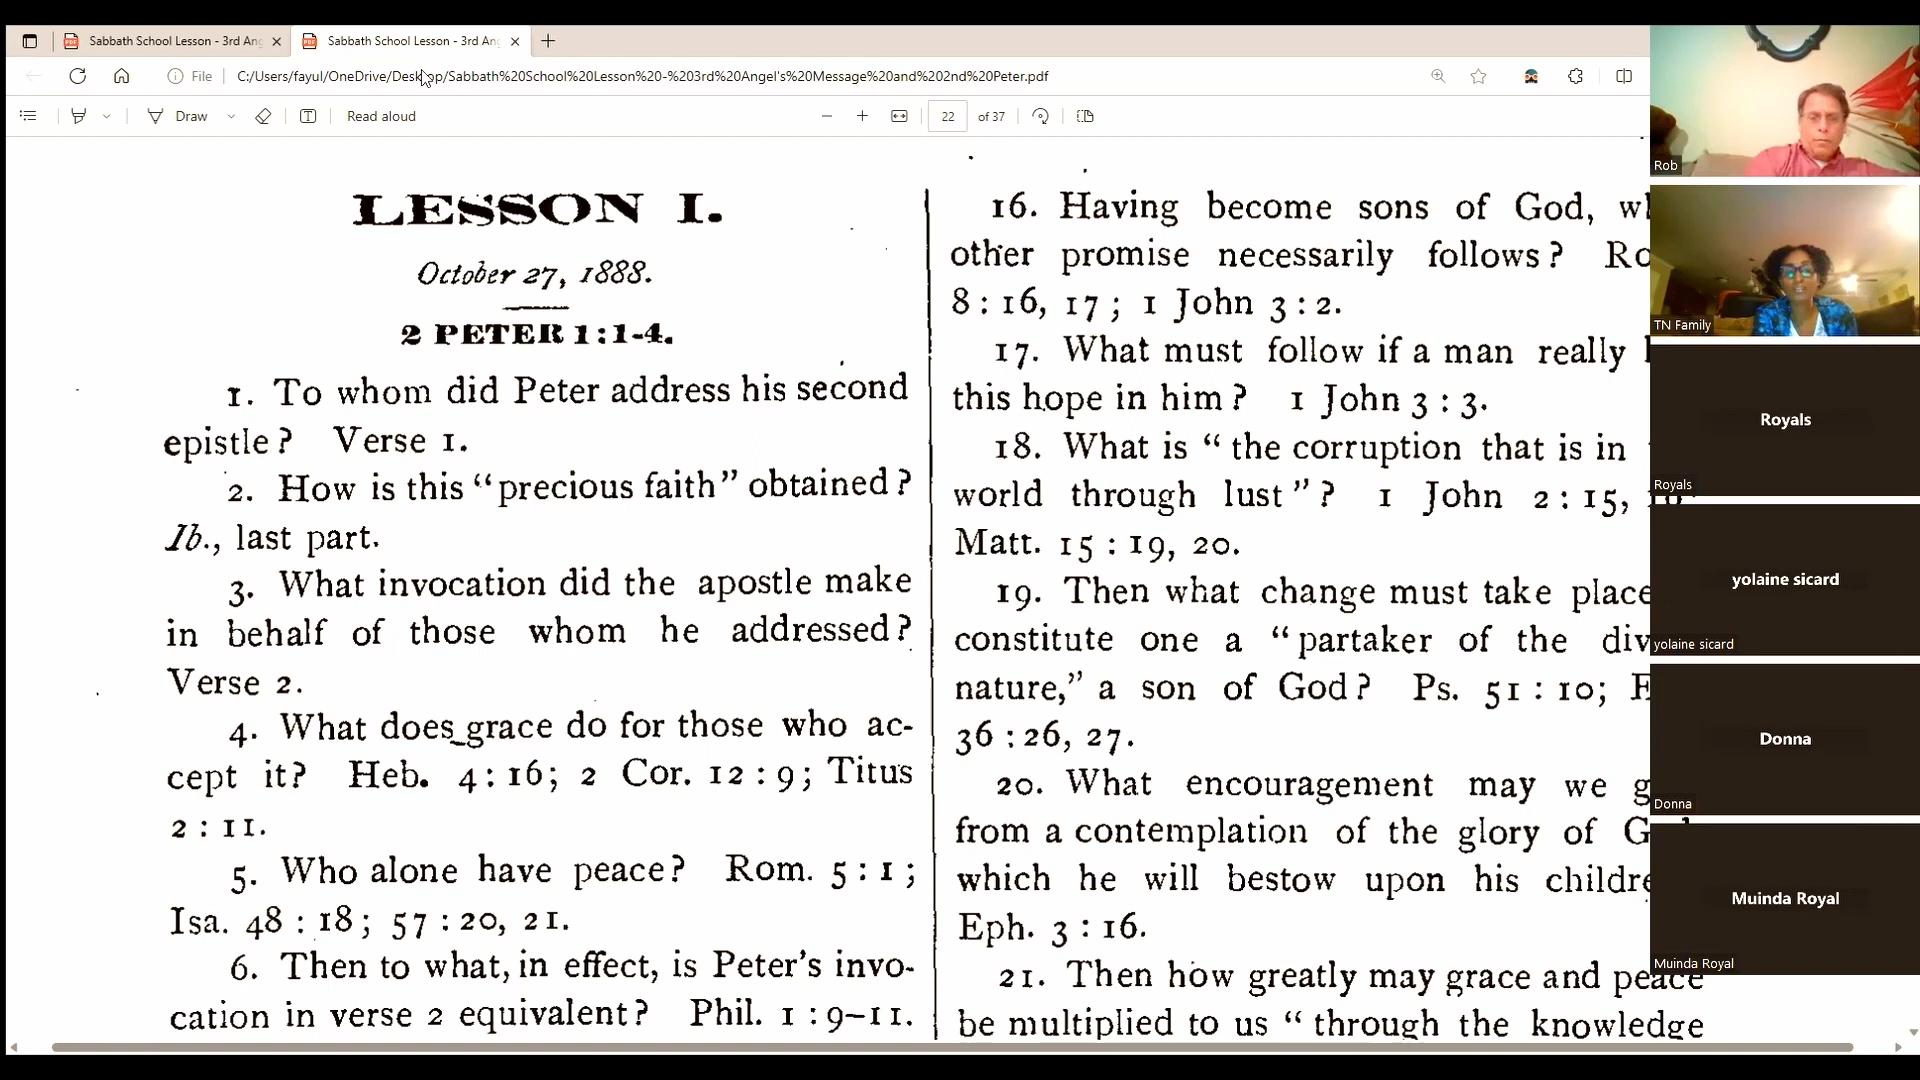 Sabbath School Lesson - 3rd Ang
Sabbath School Lesson - 3rd Ang
File
C:/Users/fayul/OneDrive/Desktop/Sabbath%20School%20Lesson%20-%203rd%20Angel's%20Message%20and%202nd%20Peter.pdf
Draw
Read aloud
22 of 37
LESSON I.
October 27, 1888.
2 PETER 1:1-4.
1. To whom did Peter address his second
epistle? Verse 1.
2. How is this "precious faith" obtained?
Ib., last part.
3. What invocation did the apostle make
in behalf of those whom he addressed?
Verse 2.
4. What does grace do for those who ac-
cept it? Heb. 4:16; 2 Cor. 12:9; Titus
2:11.
5. Who alone have peace? Rom. 5:1;
Isa. 48:18; 57:20, 21.
6. Then to what, in effect, is Peter's invo-
cation in verse 2 equivalent? Phil. 1:9-11.
16. Having become sons of God,
other promise necessarily follows?
8:16, 17; 1 John 3:2.
17. What must follow if a man really
this hope in him? 1 John 3:3.
18. What is "the corruption that is in
world through lust"? 1 John 2:15,
Matt. 15:19, 20.
19. Then what change must take place
constitute one a "partaker of the div
nature," a son of God? Ps. 51:10;
36:26, 27.
20. What encouragement may we
from a contemplation of the glory of
which he will bestow upon his childre
Eph. 3:16.
21. Then how greatly may grace and peace
be multiplied to us "through the knowledge
Rob
TN Family
Royals
Royals
yolaine sicard
yolaine sicard
Donna
Donna
Muinda Royal
Muinda Royal